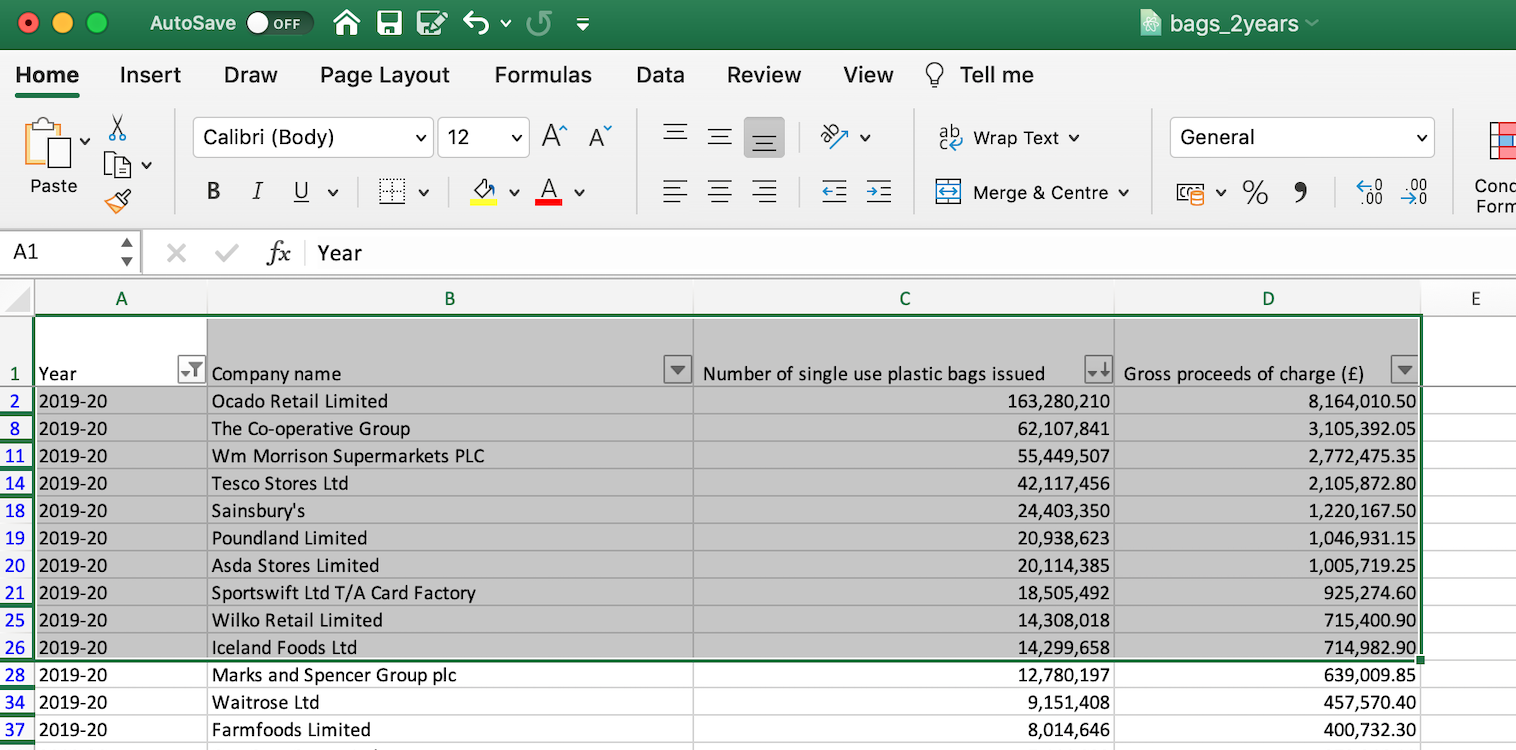 AutoSave OFF bags_2years
Home Insert Draw Page Layout Formulas Data Review View Tell me
Calibri (Body) 12 A A ab Wrap Text General
Paste B I U A Merge & Centre % Cond
Form
A1 fx Year
A B C D E
1 Year Company name Number of single use plastic bags issued Gross proceeds of charge (£)
2 2019-20 Ocado Retail Limited 163,280,210 8,164,010.50
8 2019-20 The Co-operative Group 62,107,841 3,105,392.05
11 2019-20 Wm Morrison Supermarkets PLC 55,449,507 2,772,475.35
14 2019-20 Tesco Stores Ltd 42,117,456 2,105,872.80
18 2019-20 Sainsbury's 24,403,350 1,220,167.50
19 2019-20 Poundland Limited 20,938,623 1,046,931.15
20 2019-20 Asda Stores Limited 20,114,385 1,005,719.25
21 2019-20 Sportswift Ltd T/A Card Factory 18,505,492 925,274.60
25 2019-20 Wilko Retail Limited 14,308,018 715,400.90
26 2019-20 Iceland Foods Ltd 14,299,658 714,982.90
28 2019-20 Marks and Spencer Group plc 12,780,197 639,009.85
34 2019-20 Waitrose Ltd 9,151,408 457,570.40
37 2019-20 Farmfoods Limited 8,014,646 400,732.30